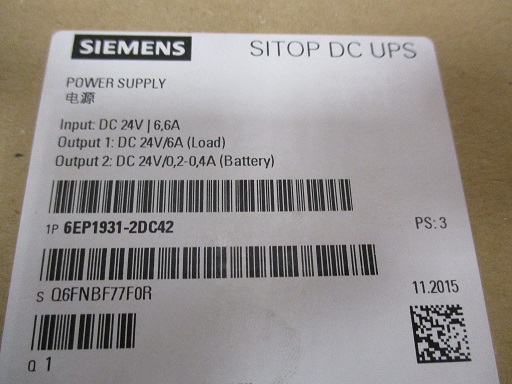 SIEMENS SITOP DC UPS
POWER SUPPLY
电源
Input: DC 24V | 6,6A
Output 1: DC 24V/6A (Load)
Output 2: DC 24V/0,2-0,4A (Battery)
1P 6EP1931-2DC42 PS: 3
S Q6FNBF77F0R 11.2015
Q 1